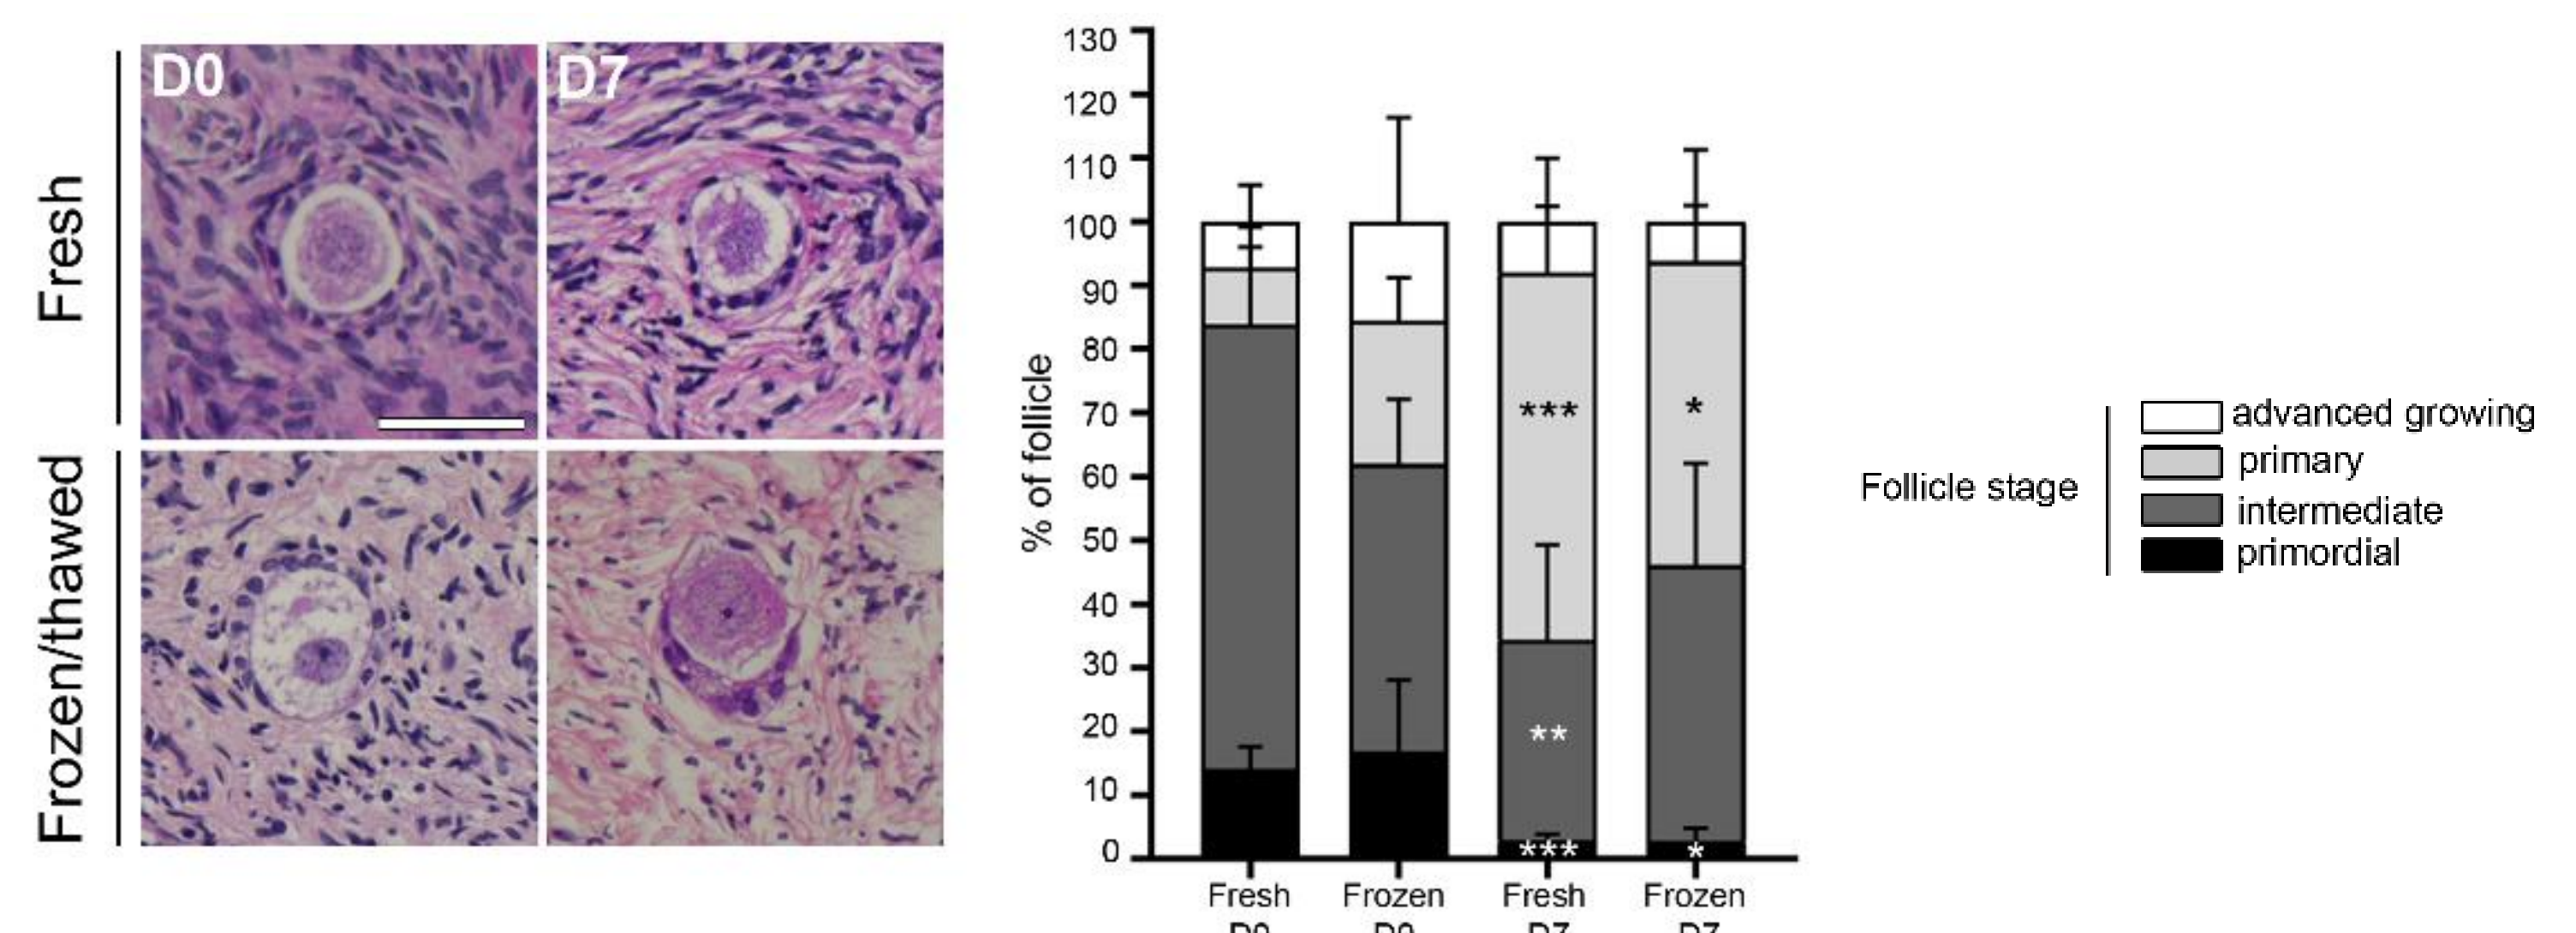 D0
D7
Fresh
Frozen/thawed
% of follicle
130
120
110
100
90
80
70
60
50
40
30
20
10
0
***
*
**
***
*
Fresh
Frozen
Fresh
Frozen
Follicle stage
advanced growing
primary
intermediate
primordial